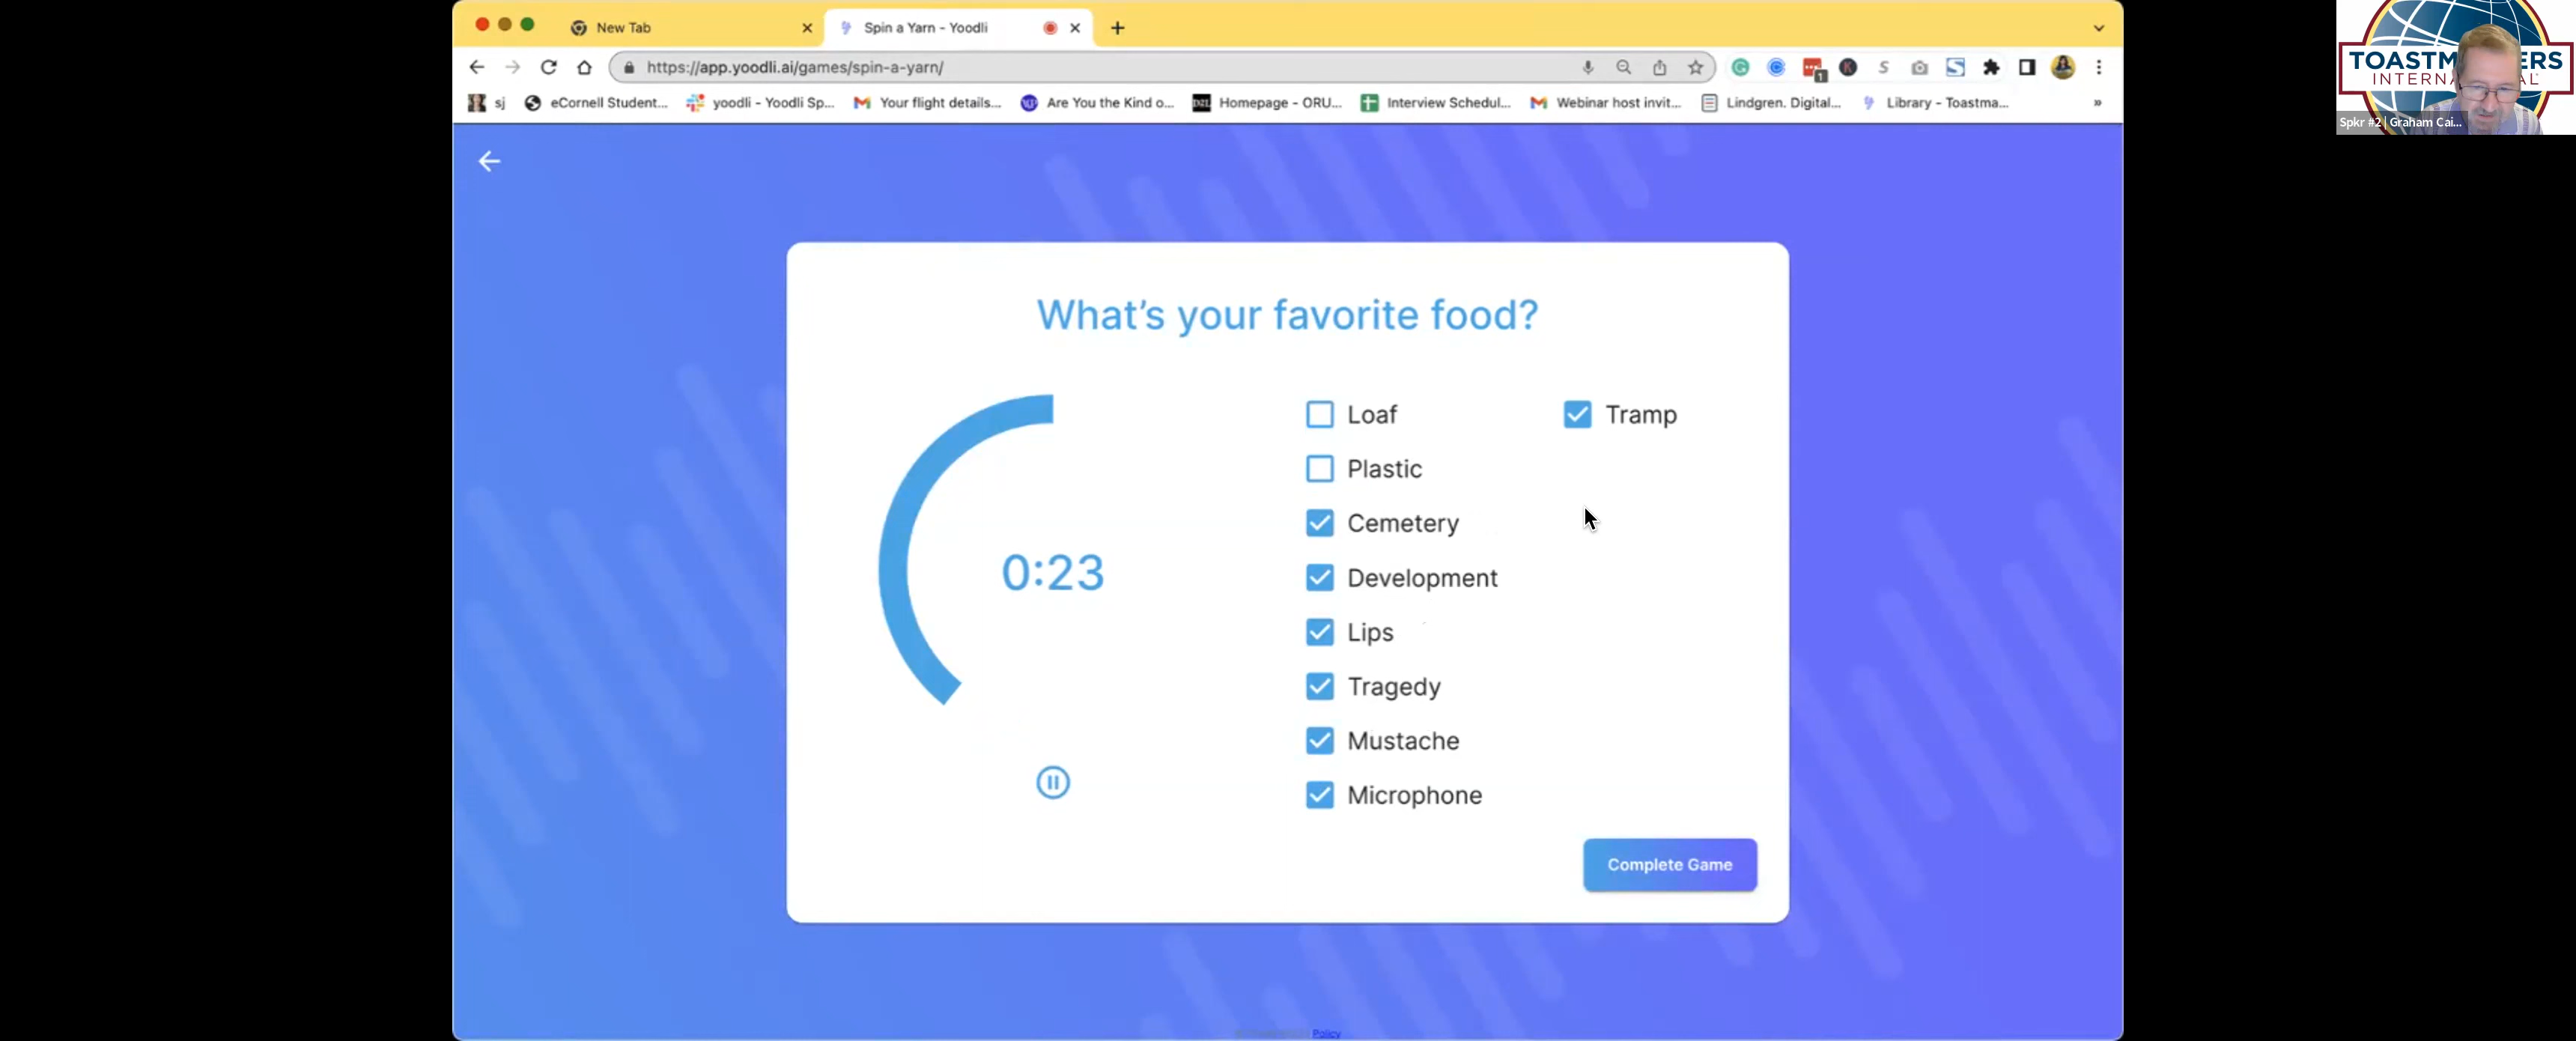 New Tab
Spin a Yarn - Yoodli
https://app.yoodli.ai/games/spin-a-yarn/
1
sj
eCornell Student...
yoodli - Yoodli Sp...
Your flight details...
Are You the Kind o...
Homepage - ORU...
Interview Schedul...
Webinar host invit...
Lindgren. Digital...
Library - Toastma...
»
What's your favorite food?
0:23
Loaf
Plastic
Cemetery
Development
Lips
Tragedy
Mustache
Microphone
Tramp
Complete Game
Policy
Spkr #2 | Graham Cai...